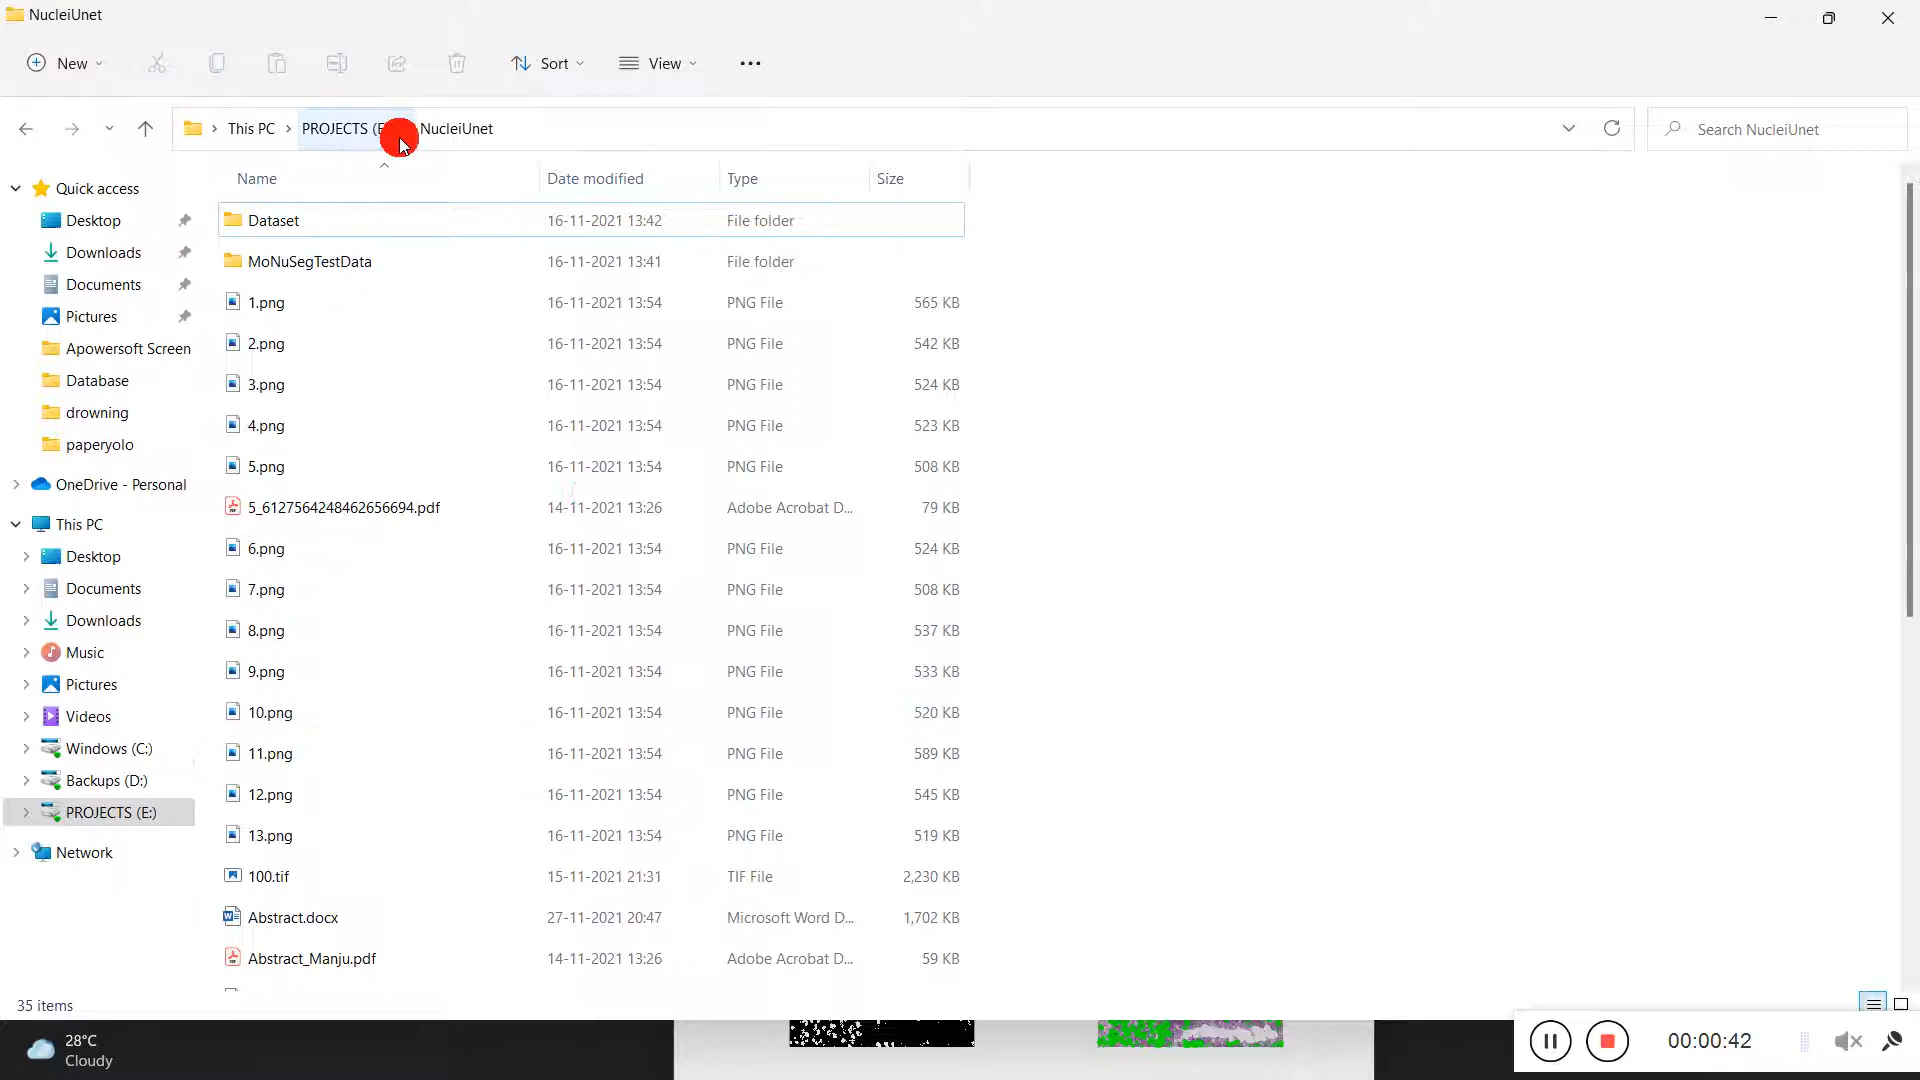 NucleiUnet
New
Sort
View
This PC
PROJECTS (E
NucleiUnet
Search NucleiUnet
Name Date modified Type Size
Quick access
Desktop
Downloads
Documents
Pictures
Apowersoft Screen
Database
drowning
paperyolo
OneDrive - Personal
This PC
Desktop
Documents
Downloads
Music
Pictures
Videos
Windows (C:)
Backups (D:)
PROJECTS (E:)
Network
Dataset 16-11-2021 13:42 File folder
MoNuSegTestData 16-11-2021 13:41 File folder
1.png 16-11-2021 13:54 PNG File 565 KB
2.png 16-11-2021 13:54 PNG File 542 KB
3.png 16-11-2021 13:54 PNG File 524 KB
4.png 16-11-2021 13:54 PNG File 523 KB
5.png 16-11-2021 13:54 PNG File 508 KB
5_6127564248462656694.pdf 14-11-2021 13:26 Adobe Acrobat D... 79 KB
6.png 16-11-2021 13:54 PNG File 524 KB
7.png 16-11-2021 13:54 PNG File 508 KB
8.png 16-11-2021 13:54 PNG File 537 KB
9.png 16-11-2021 13:54 PNG File 533 KB
10.png 16-11-2021 13:54 PNG File 520 KB
11.png 16-11-2021 13:54 PNG File 589 KB
12.png 16-11-2021 13:54 PNG File 545 KB
13.png 16-11-2021 13:54 PNG File 519 KB
100.tif 15-11-2021 21:31 TIF File 2,230 KB
Abstract.docx 27-11-2021 20:47 Microsoft Word D... 1,702 KB
Abstract_Manju.pdf 14-11-2021 13:26 Adobe Acrobat D... 59 KB
35 items
28°C
Cloudy
00:00:42